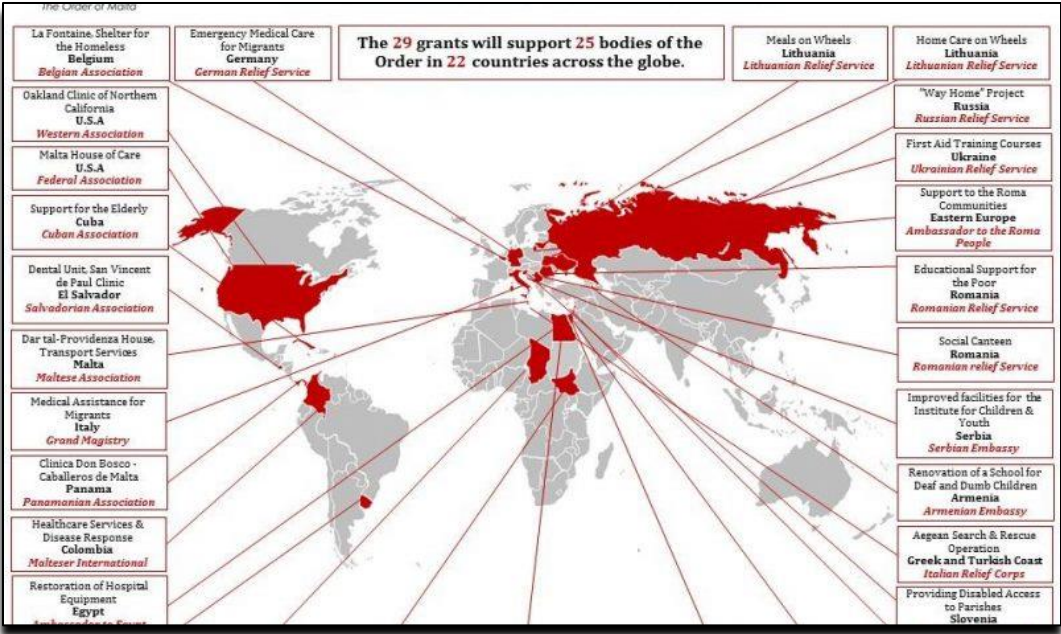 The Order of Malta
La Fontaine, Shelter for
the Homeless
Belgium
Belgian Association
Emergency Medical Care
for Migrants
Germany
German Relief Service
The 29 grants will support 25 bodies of the
Order in 22 countries across the globe.
Meals on Wheels
Lithuania
Lithuanian Relief Service
Home Care on Wheels
Lithuania
Lithuanian Relief Service
Oakland Clinic of Northern
California
U.S.A
Western Association
Malta House of Care
U.S.A
Federal Association
Support for the Elderly
Cuba
Cuban Association
Dental Unit, San Vincent
de Paul Clinic
El Salvador
Salvadorian Association
Dar tal-Providenza House,
Transport Services
Malta
Maltese Association
Medical Assistance for
Migrants
Italy
Grand Magistry
Clinica Don Bosco -
Caballeros de Malta
Panama
Panamanian Association
Healthcare Services &
Disease Response
Colombia
Malteser International
Restoration of Hospital
Equipment
Egypt
Ambassador to Egypt
"Way Home" Project
Russia
Russian Relief Service
First Aid Training Courses
Ukraine
Ukrainian Relief Service
Support to the Roma
Communities
Eastern Europe
Ambassador to the Roma
People
Educational Support for
the Poor
Romania
Romanian Relief Service
Social Canteen
Romania
Romanian relief Service
Improved facilities for the
Institute for Children &
Youth
Serbia
Serbian Embassy
Renovation of a School for
Deaf and Dumb Children
Armenia
Armenian Embassy
Aegean Search & Rescue
Operation
Greek and Turkish Coast
Italian Relief Corps
Providing Disabled Access
to Parishes
Slovenia